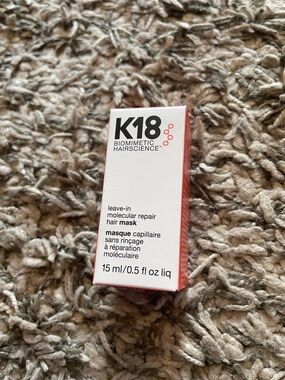 K18
BIOMIMETIC
HAIRSCIENCE™
leave-in
molecular repair
hair mask
masque capillaire
sans rinçage
à réparation
moléculaire
15 ml/0.5 fl oz liq